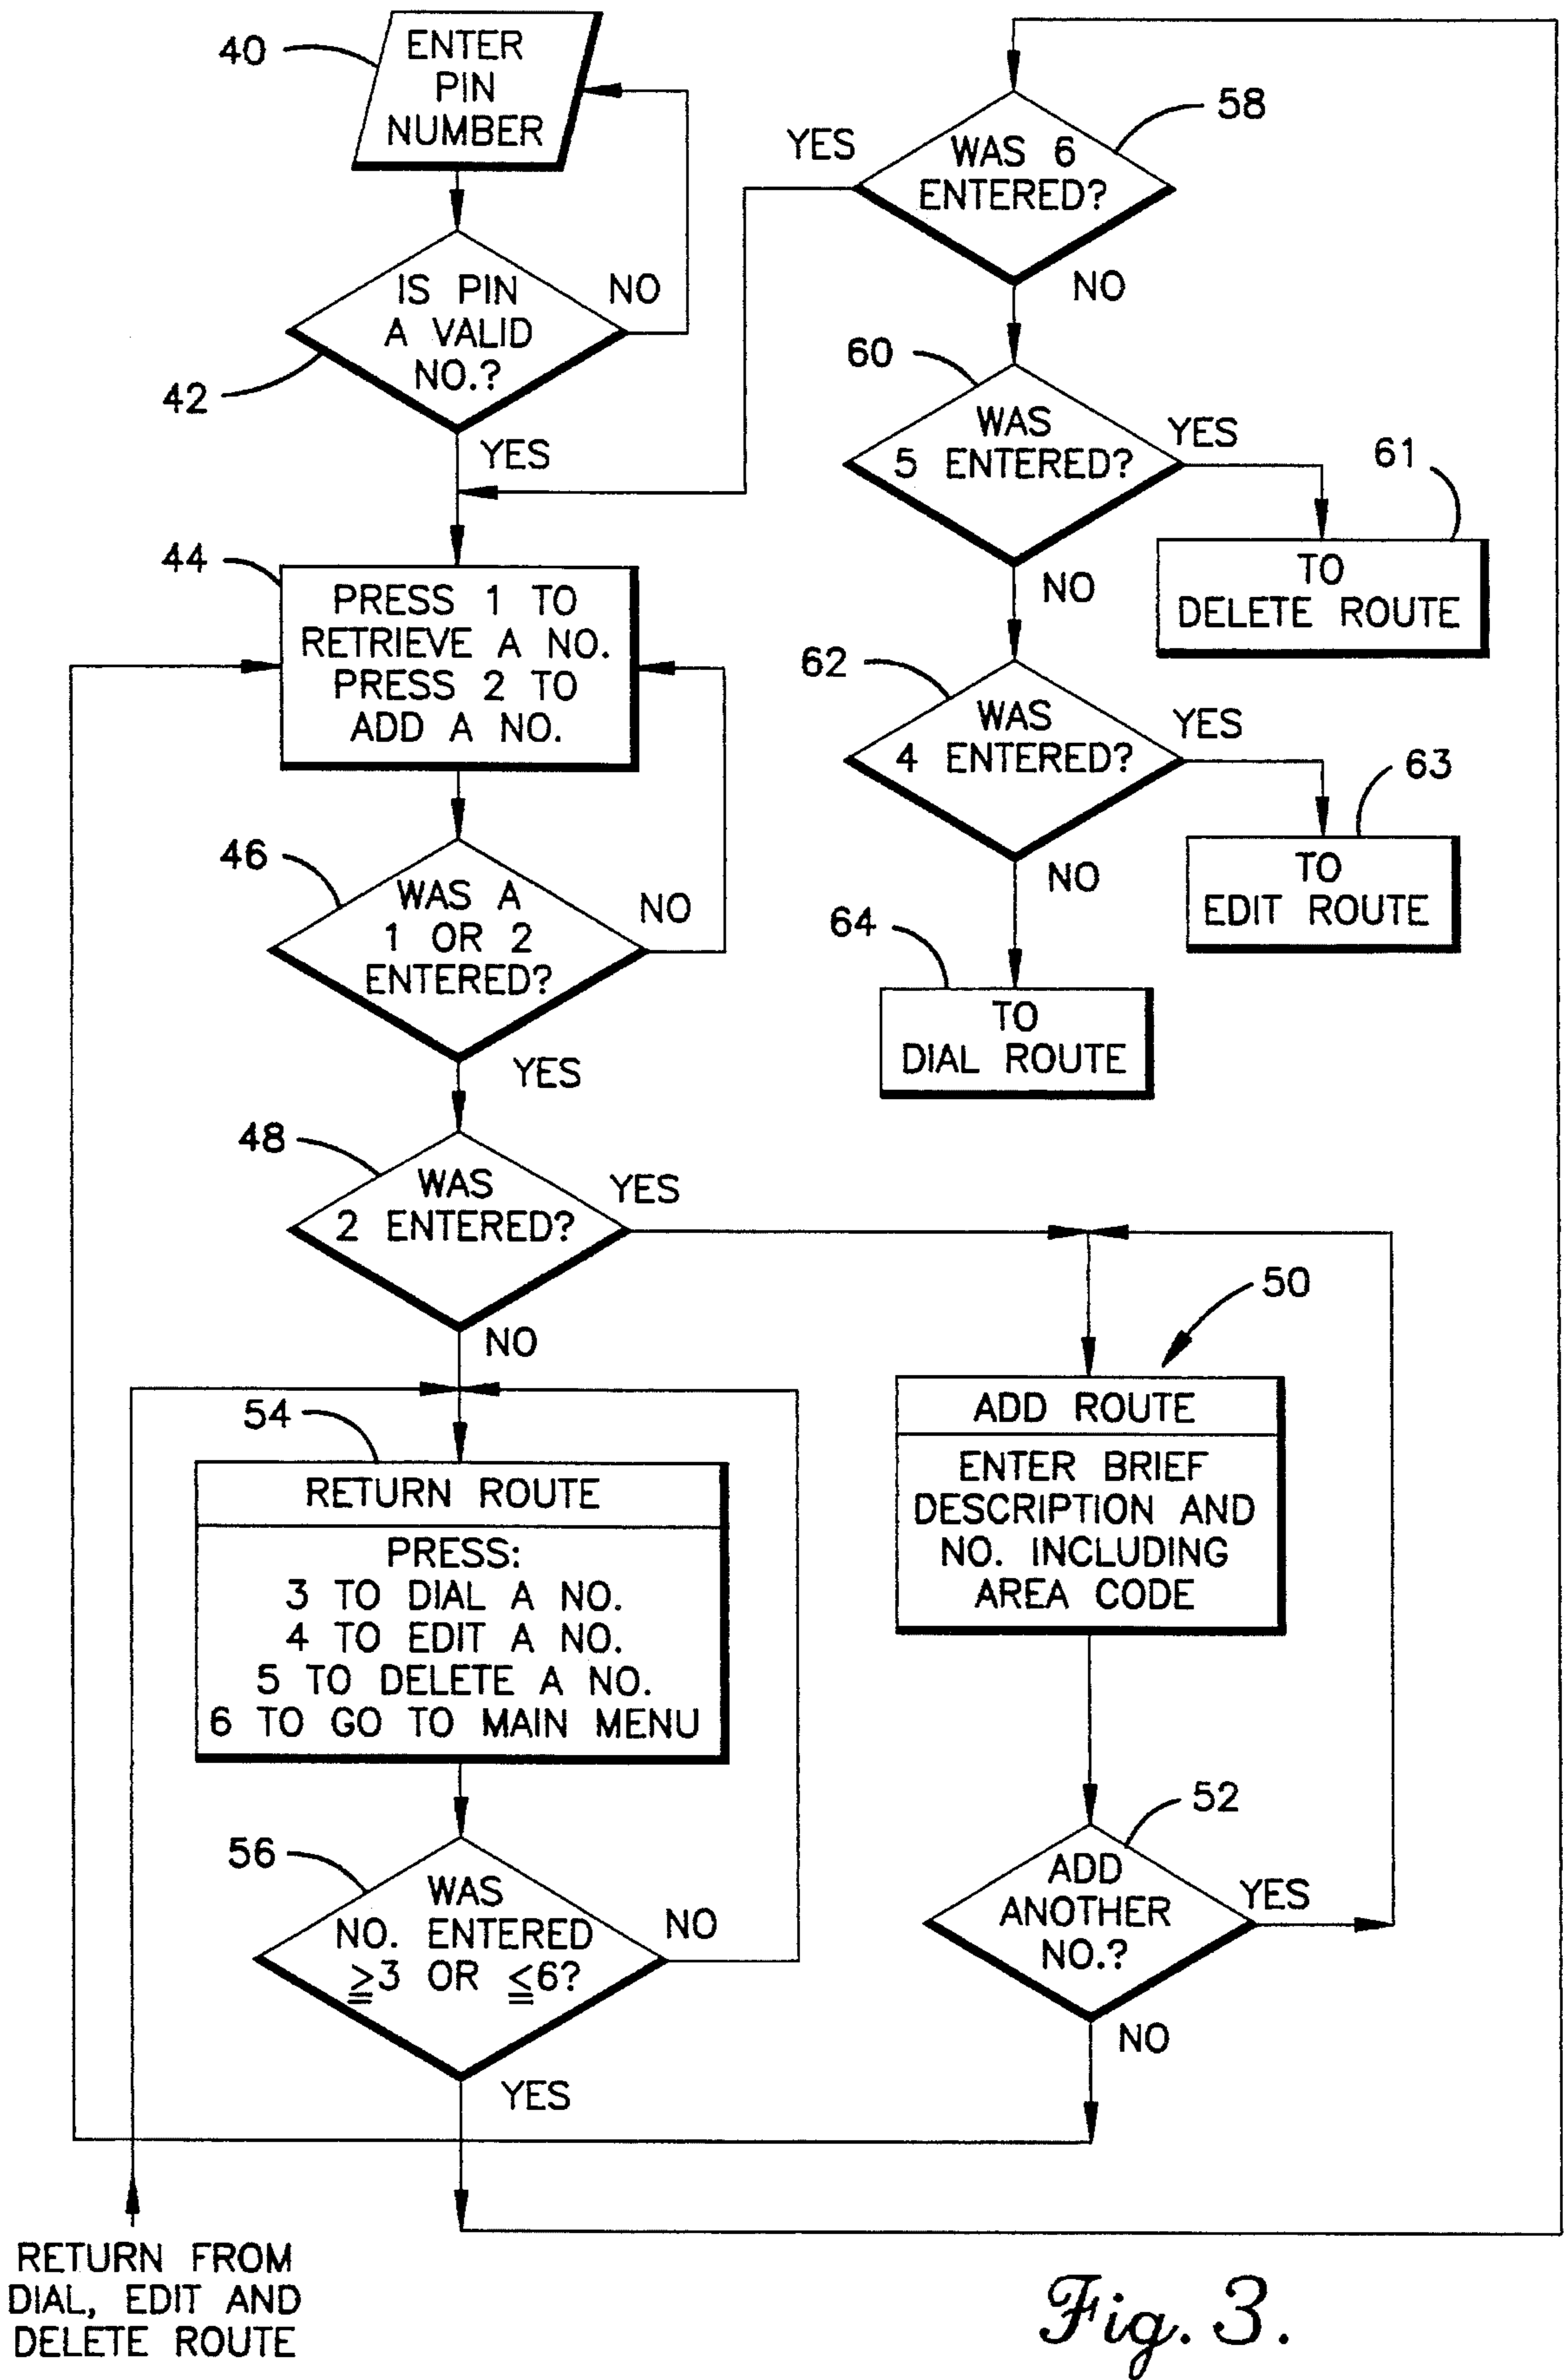 40
ENTER
PIN
NUMBER
IS PIN
A VALID
NO.?
NO
42
YES
44
PRESS 1 TO
RETRIEVE A NO.
PRESS 2 TO
ADD A NO.
46
WAS A
1 OR 2
ENTERED?
NO
YES
48
WAS
2 ENTERED?
YES
NO
54
RETURN ROUTE
PRESS:
3 TO DIAL A NO.
4 TO EDIT A NO.
5 TO DELETE A NO.
6 TO GO TO MAIN MENU
56
WAS
NO. ENTERED
≧3 OR ≦6?
NO
YES
RETURN FROM
DIAL, EDIT AND
DELETE ROUTE
58
WAS 6
ENTERED?
YES
NO
60
WAS
5 ENTERED?
YES
NO
61
TO
DELETE ROUTE
62
WAS
4 ENTERED?
YES
NO
63
TO
EDIT ROUTE
64
TO
DIAL ROUTE
50
ADD ROUTE
ENTER BRIEF
DESCRIPTION AND
NO. INCLUDING
AREA CODE
52
ADD
ANOTHER
NO.?
YES
NO
Fig. 3.